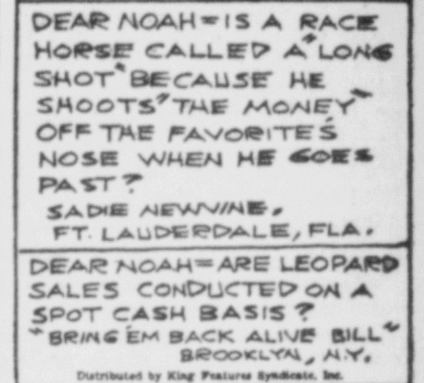 DEAR NOAH=IS A RACE
HORSE CALLED A "LONG
SHOT" BECAUSE HE
SHOOTS "THE MONEY"
OFF THE FAVORITE'S
NOSE WHEN HE GOES
PAST?
SADIE NEWVINE.
FT. LAUDERDALE, FLA.
DEAR NOAH=ARE LEOPARD
SALES CONDUCTED ON A
SPOT CASH BASIS?
"BRING 'EM BACK ALIVE BILL"
BROOKLYN, N.Y.
Distributed by King Features Syndicate, Inc.